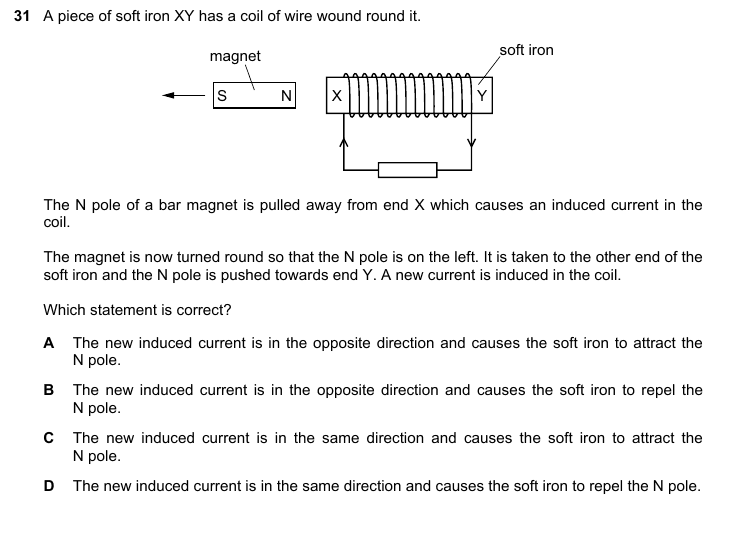 31 A piece of soft iron XY has a coil of wire wound round it.
magnet
soft iron
S N X Y
The N pole of a bar magnet is pulled away from end X which causes an induced current in the
coil.
The magnet is now turned round so that the N pole is on the left. It is taken to the other end of the
soft iron and the N pole is pushed towards end Y. A new current is induced in the coil.
Which statement is correct?
A The new induced current is in the opposite direction and causes the soft iron to attract the
N pole.
B The new induced current is in the opposite direction and causes the soft iron to repel the
N pole.
C The new induced current is in the same direction and causes the soft iron to attract the
N pole.
D The new induced current is in the same direction and causes the soft iron to repel the N pole.